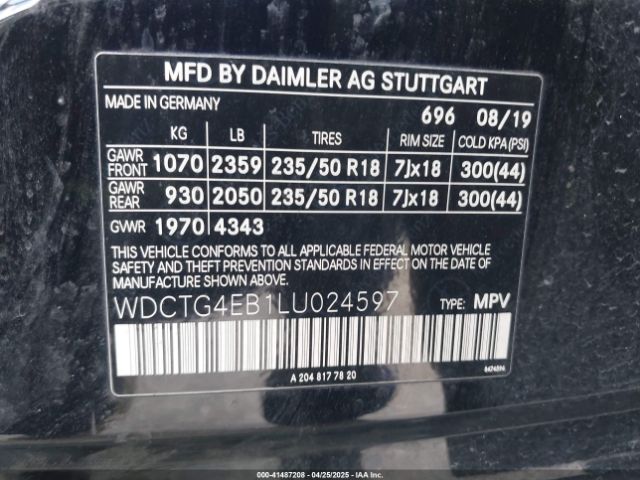 MFD BY DAIMLER AG STUTTGART
MADE IN GERMANY 696 08/19
KG LB TIRES RIM SIZE COLD KPA(PSI)
GAWR FRONT 1070 2359 235/50 R18 7Jx18 300(44)
GAWR REAR 930 2050 235/50 R18 7Jx18 300(44)
GVWR 1970 4343
THIS VEHICLE CONFORMS TO ALL APPLICABLE FEDERAL MOTOR VEHICLE
SAFETY AND THEFT PREVENTION STANDARDS IN EFFECT ON THE DATE OF
MANUFACTURE SHOWN ABOVE.
WDCTG4EB1LU024597 TYPE: MPV
A 204 817 78 20
000-41487208 - 04/25/2025 - IAAI.COM